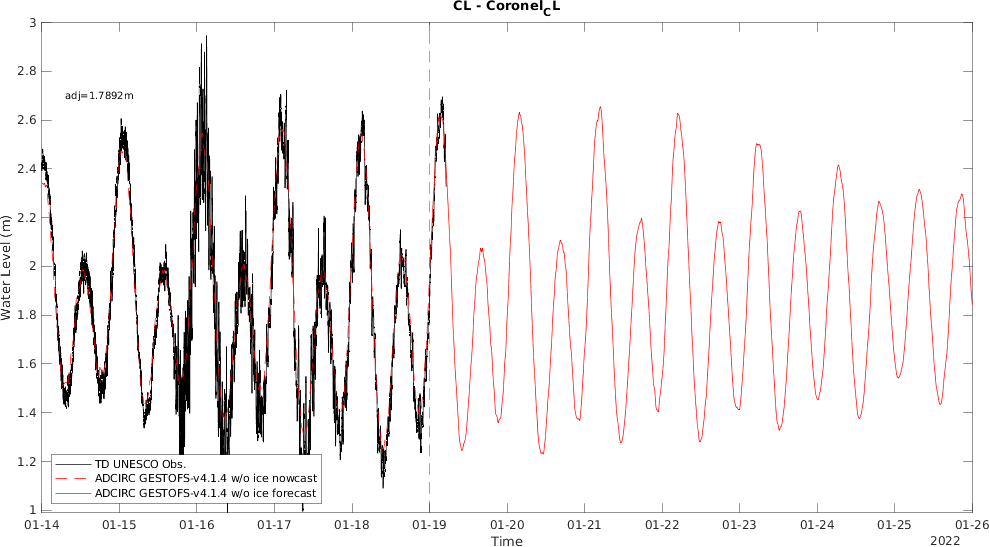 CL - Coronel_CL
3
2.8
2.6
2.4
2.2
2
1.8
1.6
1.4
1.2
1
Water Level (m)
adj=1.7892m
TD UNESCO Obs.
ADCIRC GESTOFS-v4.1.4 w/o ice nowcast
ADCIRC GESTOFS-v4.1.4 w/o ice forecast
01-14 01-15 01-16 01-17 01-18 01-19 01-20 01-21 01-22 01-23 01-24 01-25 01-26
Time
2022